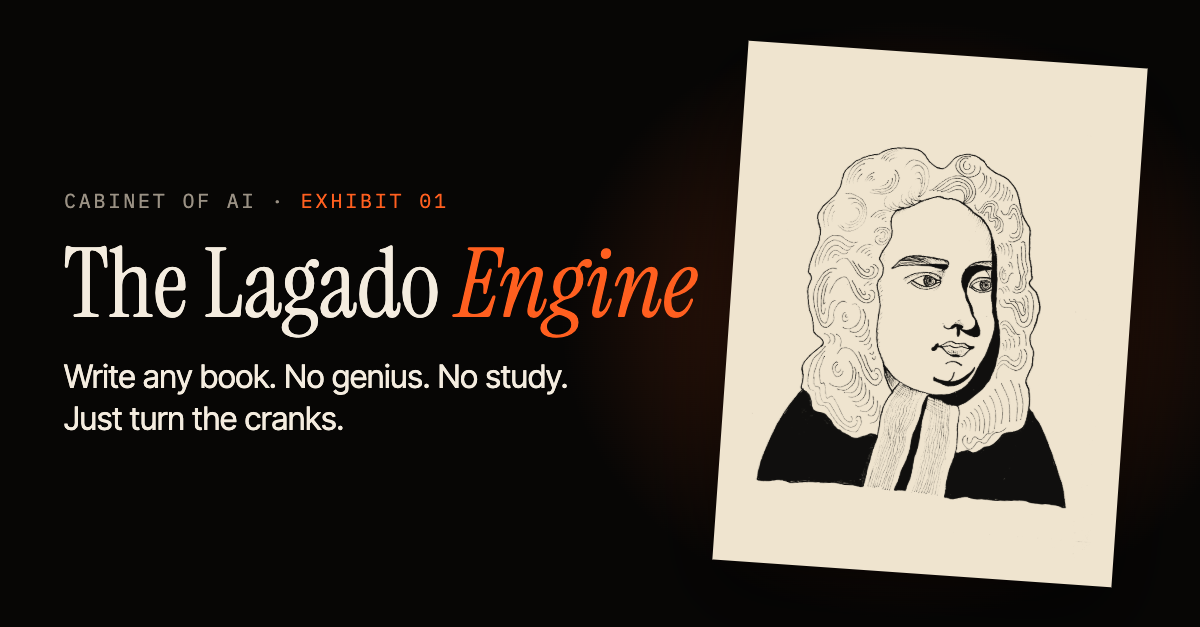 CABINET OF AI · EXHIBIT 01
The Lagado Engine
Write any book. No genius. No study.
Just turn the cranks.